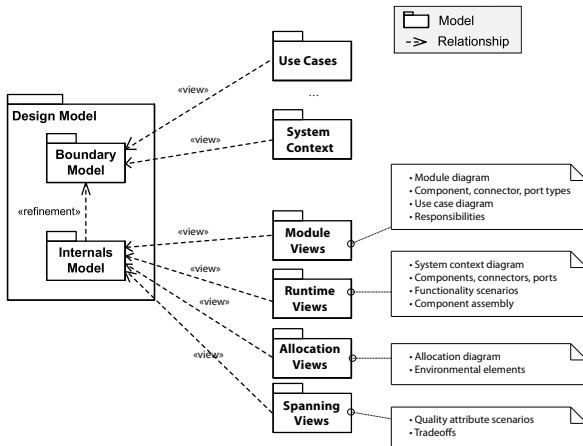 Model
Relationship
Use Cases
«view»
...
Design Model
«view»
System
Context
Boundary
Model
«refinement»
• Module diagram
• Component, connector, port types
• Use case diagram
• Responsibilities
«view»
Module
Views
Internals
Model
«view»
• System context diagram
• Components, connectors, ports
• Functionality scenarios
• Component assembly
Runtime
Views
«view»
«view»
Allocation
Views
• Allocation diagram
• Environmental elements
Spanning
Views
• Quality attribute scenarios
• Tradeoffs